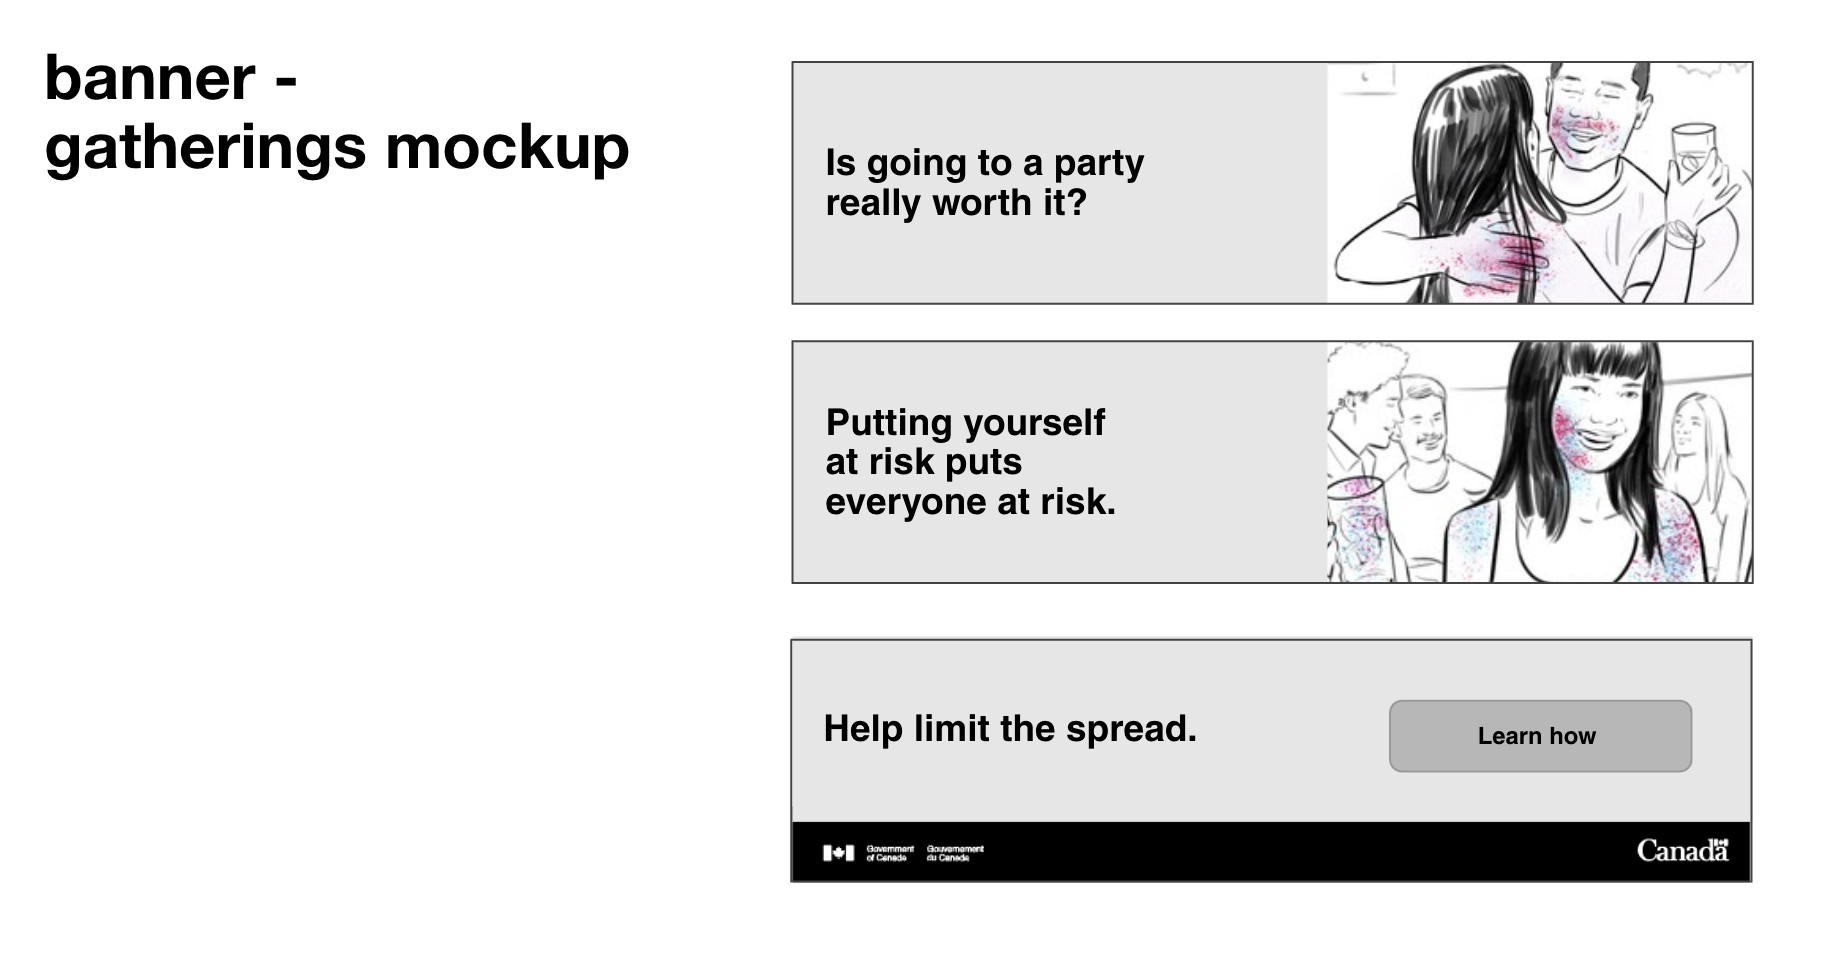 banner -
gatherings mockup
Is going to a party
really worth it?
Putting yourself
at risk puts
everyone at risk.
Help limit the spread.
Learn how
Government
of Canada
Gouvernement
du Canada
Canada